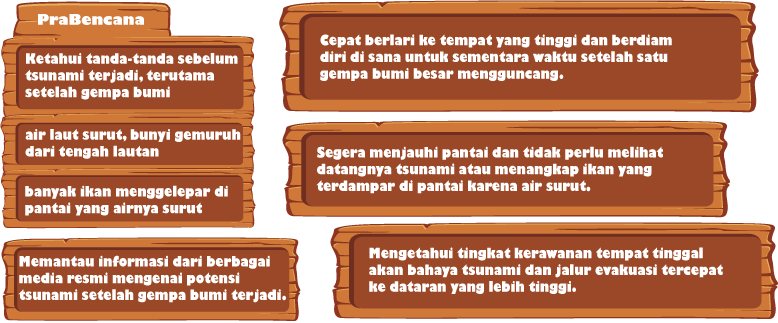 PraBencana
Ketahui tanda-tanda sebelum
tsunami terjadi, terutama
setelah gempa bumi
air laut surut, bunyi gemuruh
dari tengah lautan
banyak ikan menggelepar di
pantai yang airnya surut
Memantau informasi dari berbagai
media resmi mengenai potensi
tsunami setelah gempa bumi terjadi.
Cepat berlari ke tempat yang tinggi dan berdiam
diri di sana untuk sementara waktu setelah satu
gempa bumi besar mengguncang.
Segera menjauhi pantai dan tidak perlu melihat
datangnya tsunami atau menangkap ikan yang
terdampar di pantai karena air surut.
Mengetahui tingkat kerawanan tempat tinggal
akan bahaya tsunami dan jalur evakuasi tercepat
ke dataran yang lebih tinggi.